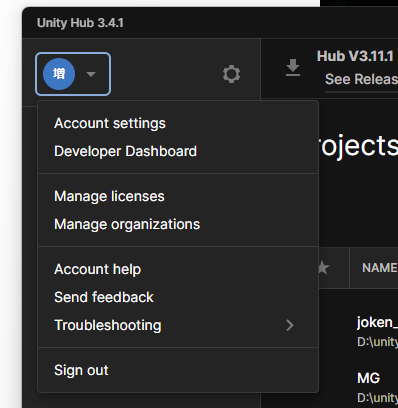 Unity Hub 3.4.1
増
Hub V3.11.1
See Releas
rojects
Account settings
Developer Dashboard
Manage licenses
Manage organizations
Account help
Send feedback
Troubleshooting
Sign out
NAME
joken_
D:\unity
MG
D:\unity